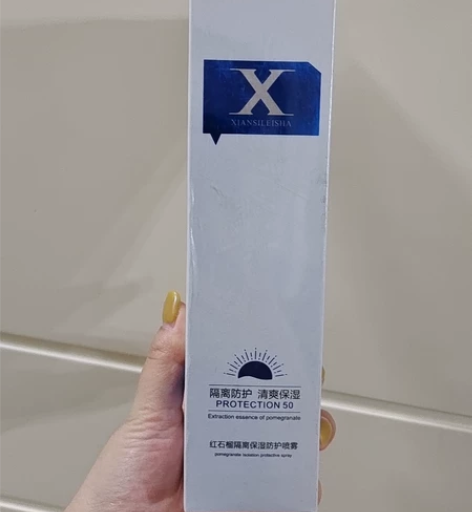 X
XIANSILEISHA
隔离防护 清爽保湿
PROTECTION 50
Extraction essence of pomegranate
红石榴隔离保湿防护喷雾
pomegranate isolation protective spray